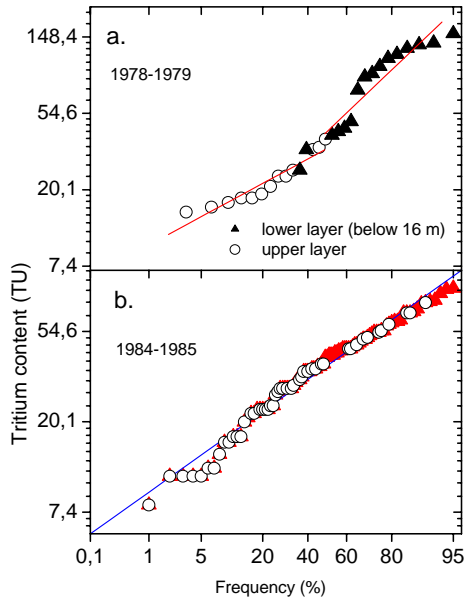 148,4
a.
1978-1979
54,6
20,1
lower layer (below 16 m)
upper layer
7,4
Tritium content (TU)
b.
54,6
1984-1985
20,1
7,4
0,1 1 5 20 40 60 80 95
Frequency (%)